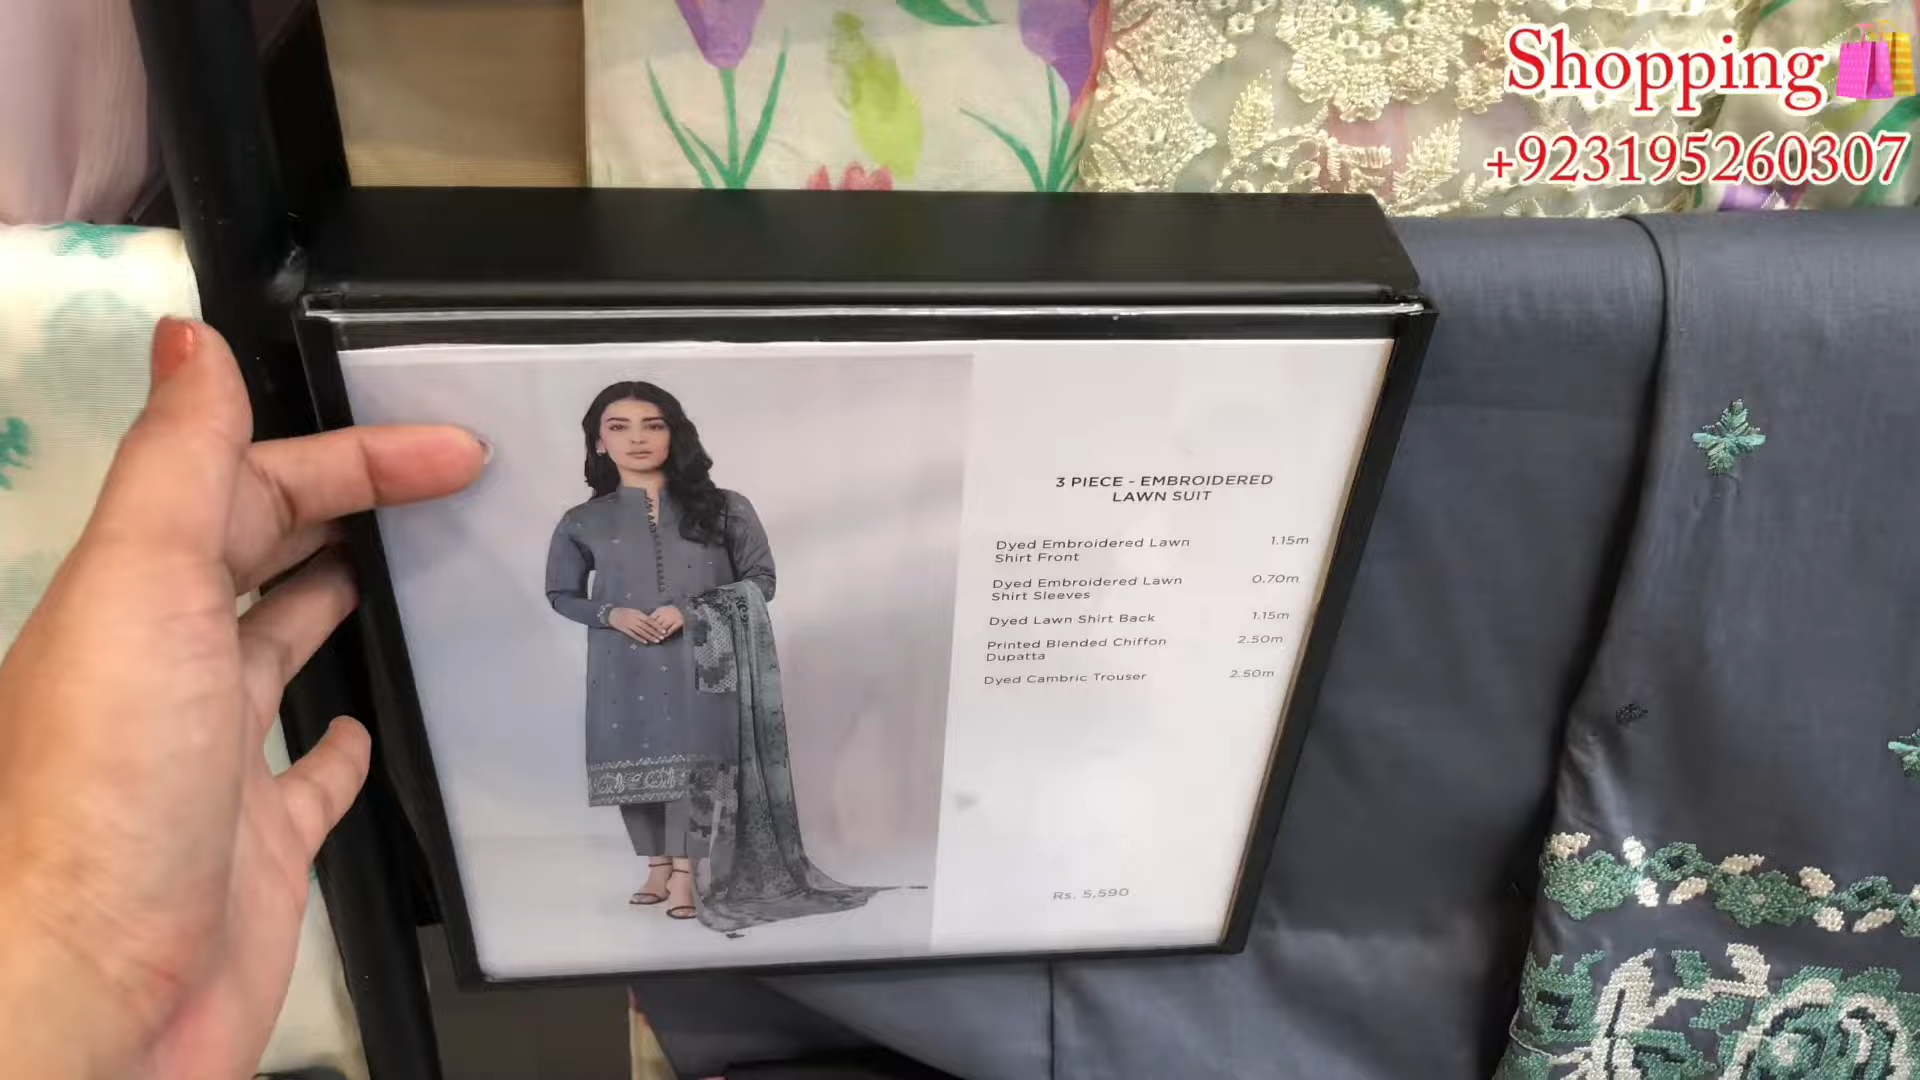 Shopping
+923195260307
3 PIECE - EMBROIDERED
LAWN SUIT
Dyed Embroidered Lawn 1.15m
Shirt Front
Dyed Embroidered Lawn 0.70m
Shirt Sleeves
Dyed Lawn Shirt Back 1.15m
Printed Blended Chiffon 2.50m
Dupatta
Dyed Cambric Trouser 2.50m
Rs. 5,590